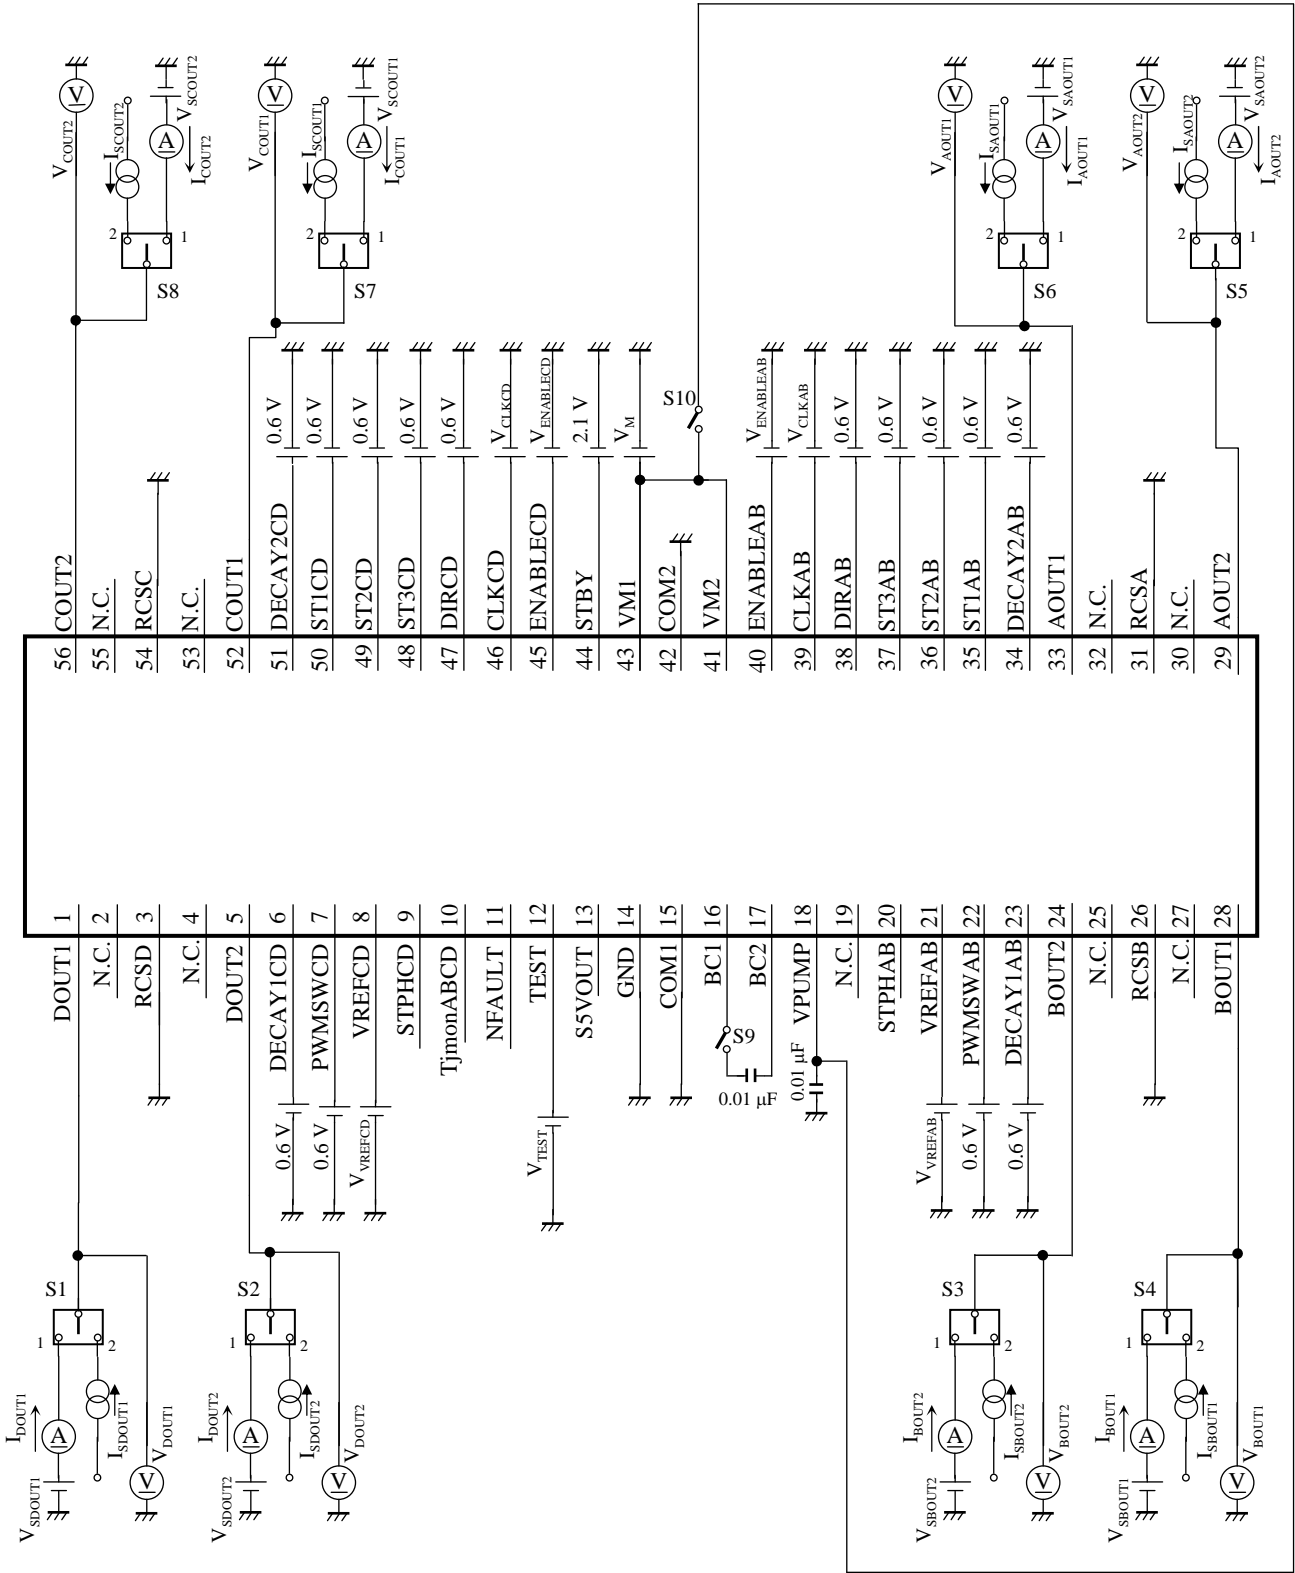 V
A
V
A
V
A
V
A
VCOUT2
ISCOUT2
VSCOUT2
ICOUT2
VCOUT1
ISCOUT1
VSCOUT1
ICOUT1
VAOUT1
ISAOUT1
VSAOUT1
IAOUT1
VAOUT2
ISAOUT2
VSAOUT2
IAOUT2
2 1
2 1
2 1
2 1
S8
S7
S6
S5
0.6 V
0.6 V
0.6 V
0.6 V
0.6 V
VCLKCD
VENABLECD
2.1 V
VM
S10
VENABLEAB
VCLKAB
0.6 V
0.6 V
0.6 V
0.6 V
0.6 V
COUT2
N.C.
RCSC
N.C.
COUT1
DECAY2CD
ST1CD
ST2CD
ST3CD
DIRCD
CLKCD
ENABLECD
STBY
VM1
COM2
VM2
ENABLEAB
CLKAB
DIRAB
ST3AB
ST2AB
ST1AB
DECAY2AB
AOUT1
N.C.
RCSA
N.C.
AOUT2
56
55
54
53
52
51
50
49
48
47
46
45
44
43
42
41
40
39
38
37
36
35
34
33
32
31
30
29
1
2
3
4
5
6
7
8
9
10
11
12
13
14
15
16
17
18
19
20
21
22
23
24
25
26
27
28
DOUT1
N.C.
RCSD
N.C.
DOUT2
DECAY1CD
PWMSWCD
VREFCD
STPHCD
TjmonABCD
NFAULT
TEST
S5VOUT
GND
COM1
BC1
BC2
VPUMP
N.C.
STPHAB
VREFAB
PWMSWAB
DECAY1AB
BOUT2
N.C.
RCSB
N.C.
BOUT1
S9
0.01 µF
0.01 µF
0.6 V
0.6 V
VVREFCD
VTEST
VVREFAB
0.6 V
0.6 V
S1
S2
S3
S4
1 2
1 2
1 2
1 2
IDOUT1
ISDOUT1
VDOUT1
VSDOUT1
IDOUT2
ISDOUT2
VDOUT2
VSDOUT2
IBOUT2
ISBOUT2
VBOUT2
VSBOUT2
IBOUT1
ISBOUT1
VBOUT1
VSBOUT1
A
V
A
V
A
V
A
V